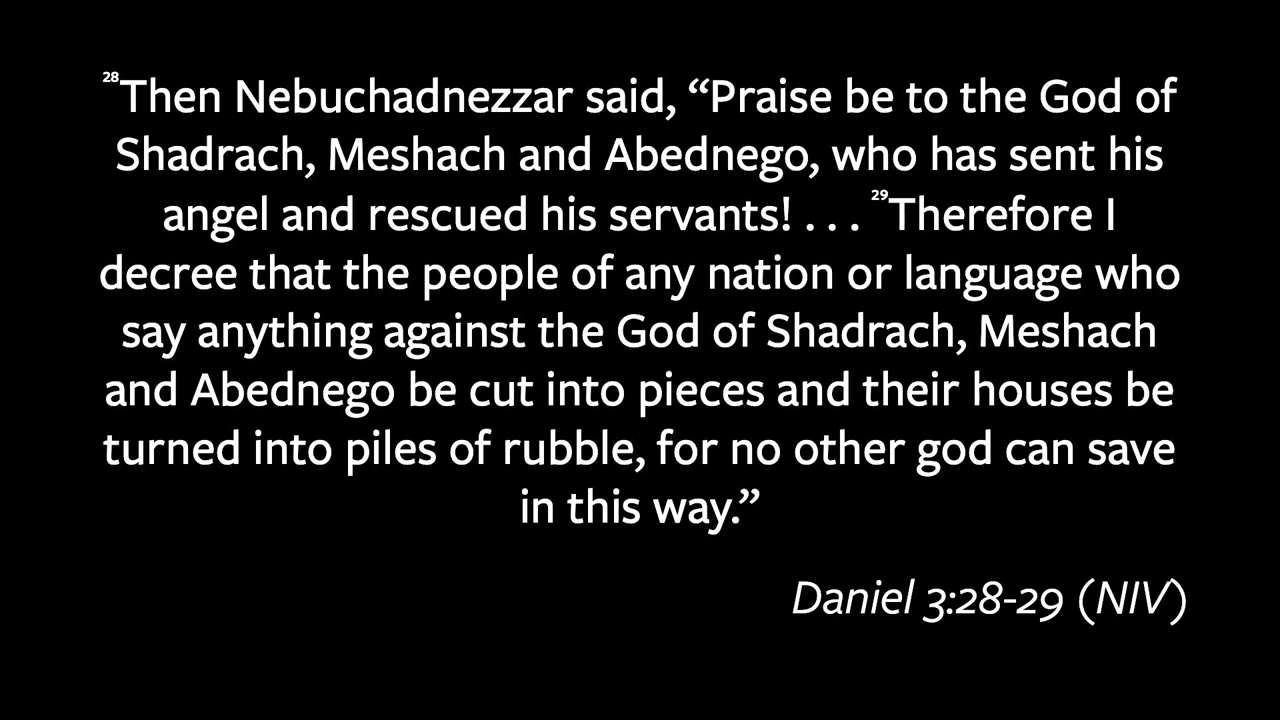 28Then Nebuchadnezzar said, “Praise be to the God of
Shadrach, Meshach and Abednego, who has sent his
angel and rescued his servants! . . . 29Therefore I
decree that the people of any nation or language who
say anything against the God of Shadrach, Meshach
and Abednego be cut into pieces and their houses be
turned into piles of rubble, for no other god can save
in this way.”
Daniel 3:28-29 (NIV)